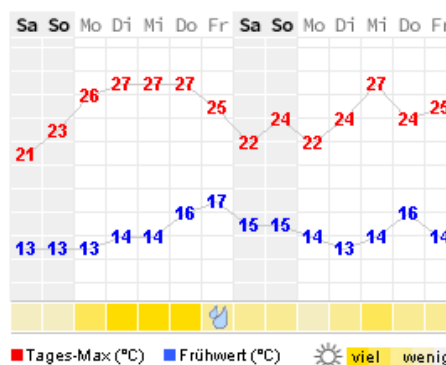 Sa So Mo Di Mi Do Fr Sa So Mo Di Mi Do Fr
21 23 26 27 27 27 25 22 24 22 24 27 24 25
13 13 13 14 14 16 17 15 15 14 13 14 16 14
Tages-Max (°C) Frühwert (°C) viel wenig